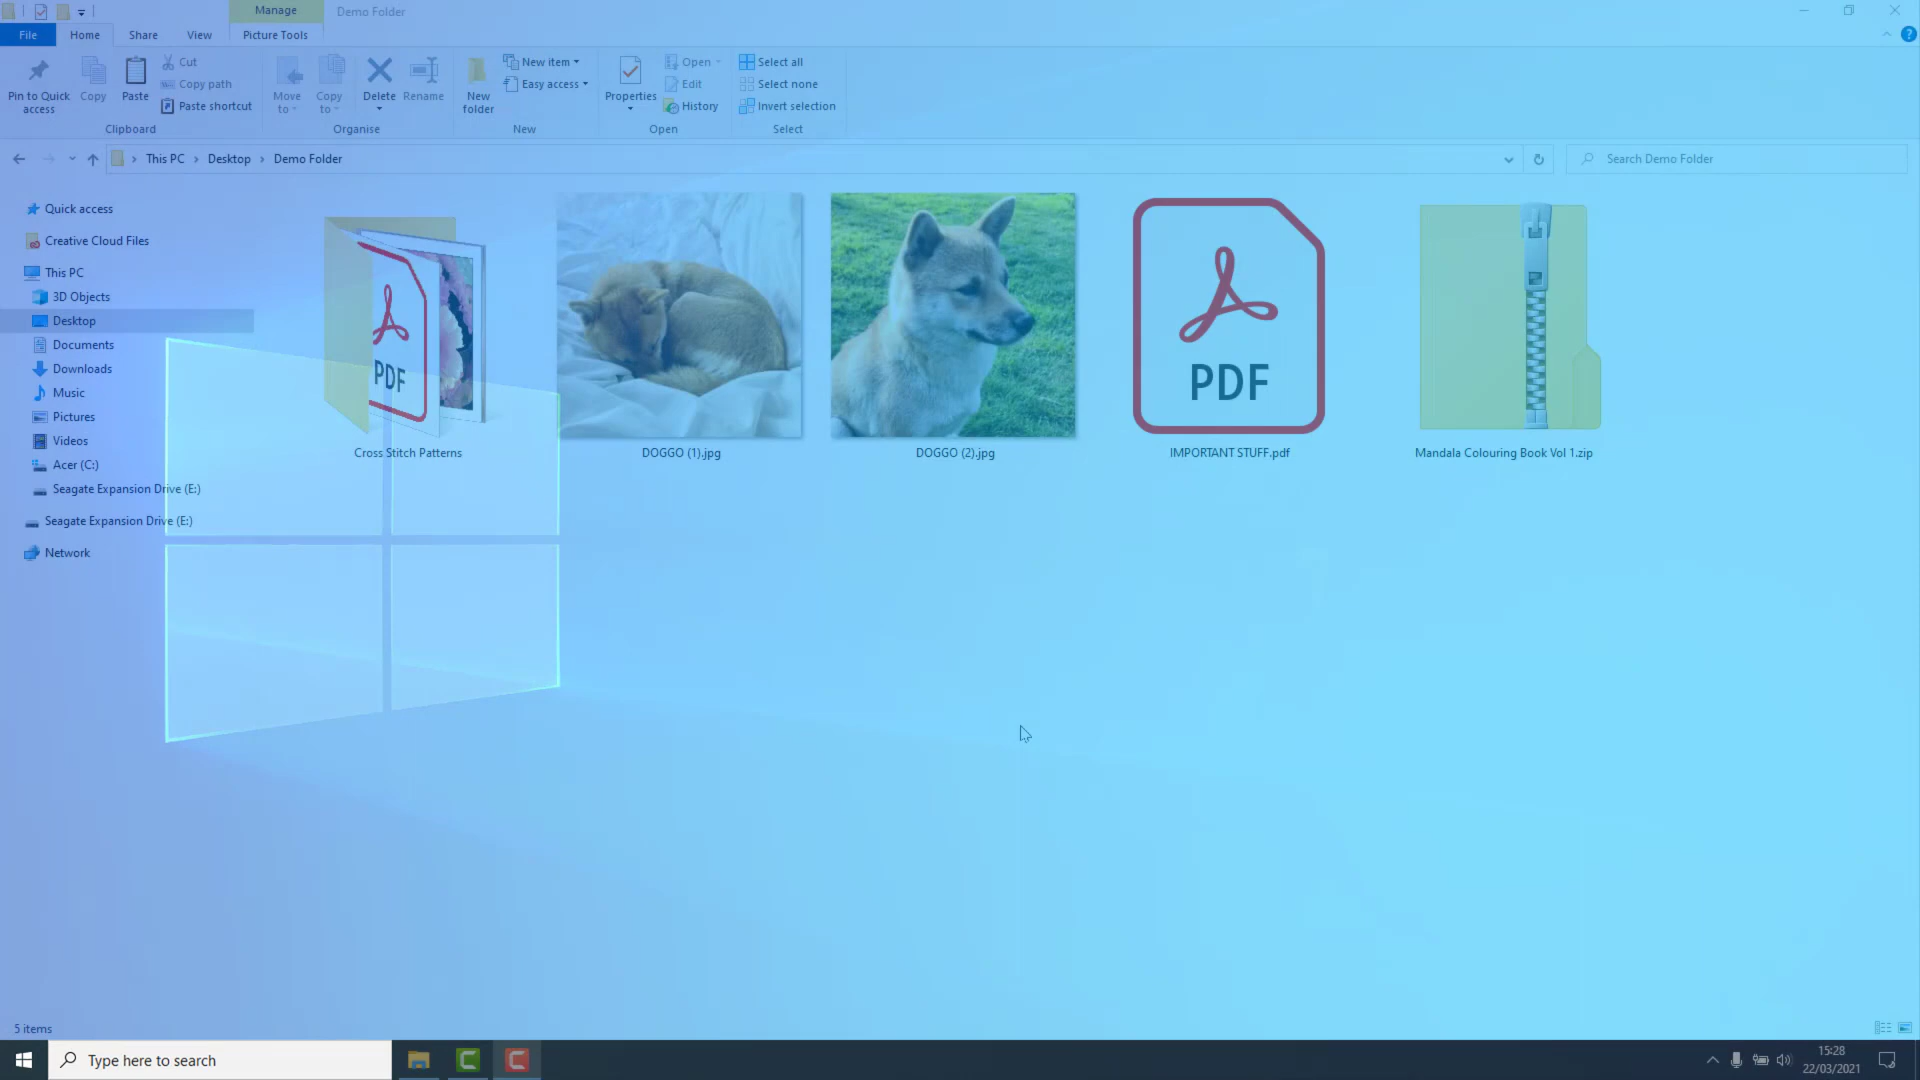 Manage
Demo Folder
File
Home
Share
View
Picture Tools
Pin to Quick access
Copy
Paste
Cut
Copy path
Paste shortcut
Clipboard
Move to
Copy to
Delete
Rename
Organise
New folder
New item
Easy access
New
Properties
Open
Edit
History
Open
Select all
Select none
Invert selection
Select
This PC
Desktop
Demo Folder
Search Demo Folder
Quick access
Creative Cloud Files
This PC
3D Objects
Desktop
Documents
Downloads
Music
Pictures
Videos
Acer (C:)
Seagate Expansion Drive (E:)
Seagate Expansion Drive (E:)
Network
PDF
PDF
Cross Stitch Patterns
DOGGO (1).jpg
DOGGO (2).jpg
IMPORTANT STUFF.pdf
Mandala Colouring Book Vol 1.zip
5 items
Type here to search
15:28
22/03/2021